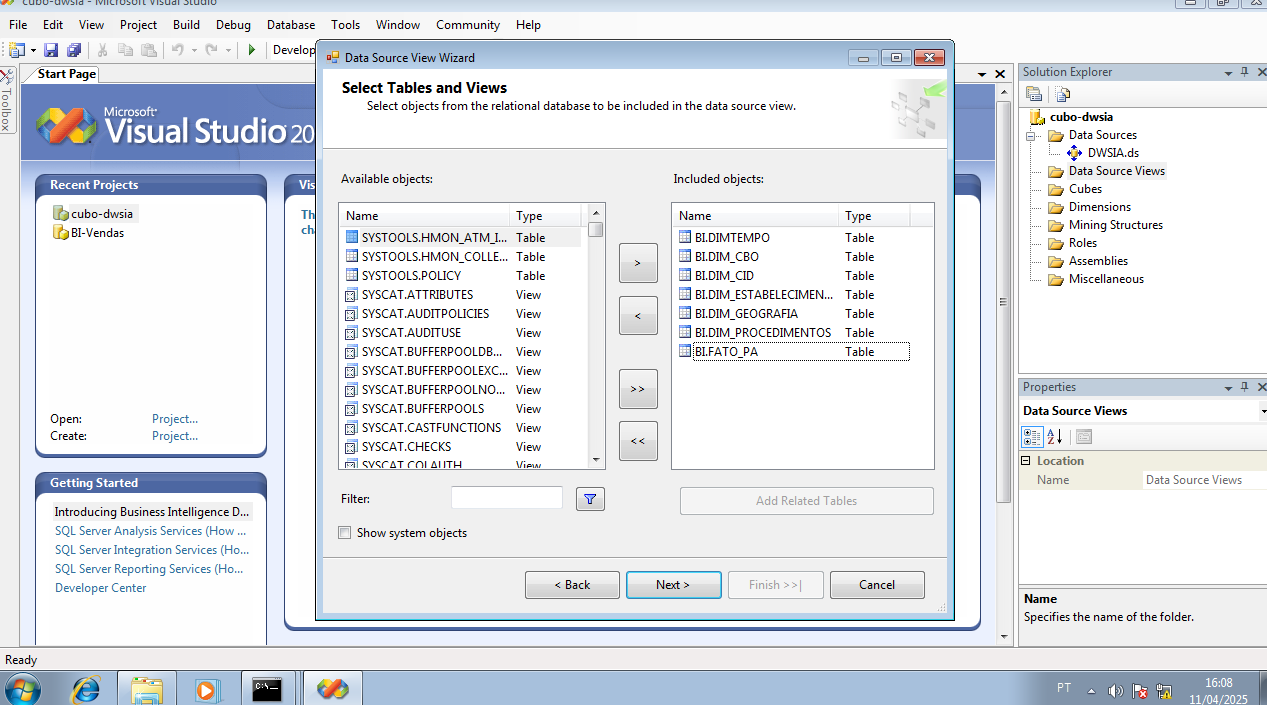 cubo-dwsia - Microsoft Visual Studio
File Edit View Project Build Debug Database Tools Window Community Help
Develop
Toolbox
Start Page
Microsoft®
Visual Studio 20
Recent Projects
cubo-dwsia
BI-Vendas
Open: Project...
Create: Project...
Getting Started
Introducing Business Intelligence D...
SQL Server Analysis Services (How ...
SQL Server Integration Services (Ho...
SQL Server Reporting Services (Ho...
Developer Center
Vis
Th
ch
Data Source View Wizard
Select Tables and Views
Select objects from the relational database to be included in the data source view.
Available objects:
Name Type
SYSTOOLS.HMON_ATM_I... Table
SYSTOOLS.HMON_COLLE... Table
SYSTOOLS.POLICY Table
SYSCAT.ATTRIBUTES View
SYSCAT.AUDITPOLICIES View
SYSCAT.AUDITUSE View
SYSCAT.BUFFERPOOLDB... View
SYSCAT.BUFFERPOOLEXC... View
SYSCAT.BUFFERPOOLNO... View
SYSCAT.BUFFERPOOLS View
SYSCAT.CASTFUNCTIONS View
SYSCAT.CHECKS View
SYSCAT.COLAUTH View
>
<
>>
<<
Included objects:
Name Type
BI.DIMTEMPO Table
BI.DIM_CBO Table
BI.DIM_CID Table
BI.DIM_ESTABELECIMEN... Table
BI.DIM_GEOGRAFIA Table
BI.DIM_PROCEDIMENTOS Table
BI.FATO_PA Table
Filter:
Add Related Tables
Show system objects
< Back Next > Finish >>| Cancel
Solution Explorer
cubo-dwsia
Data Sources
DWSIA.ds
Data Source Views
Cubes
Dimensions
Mining Structures
Roles
Assemblies
Miscellaneous
Properties
Data Source Views
Location
Name Data Source Views
Name
Specifies the name of the folder.
Ready
PT
16:08
11/04/2025